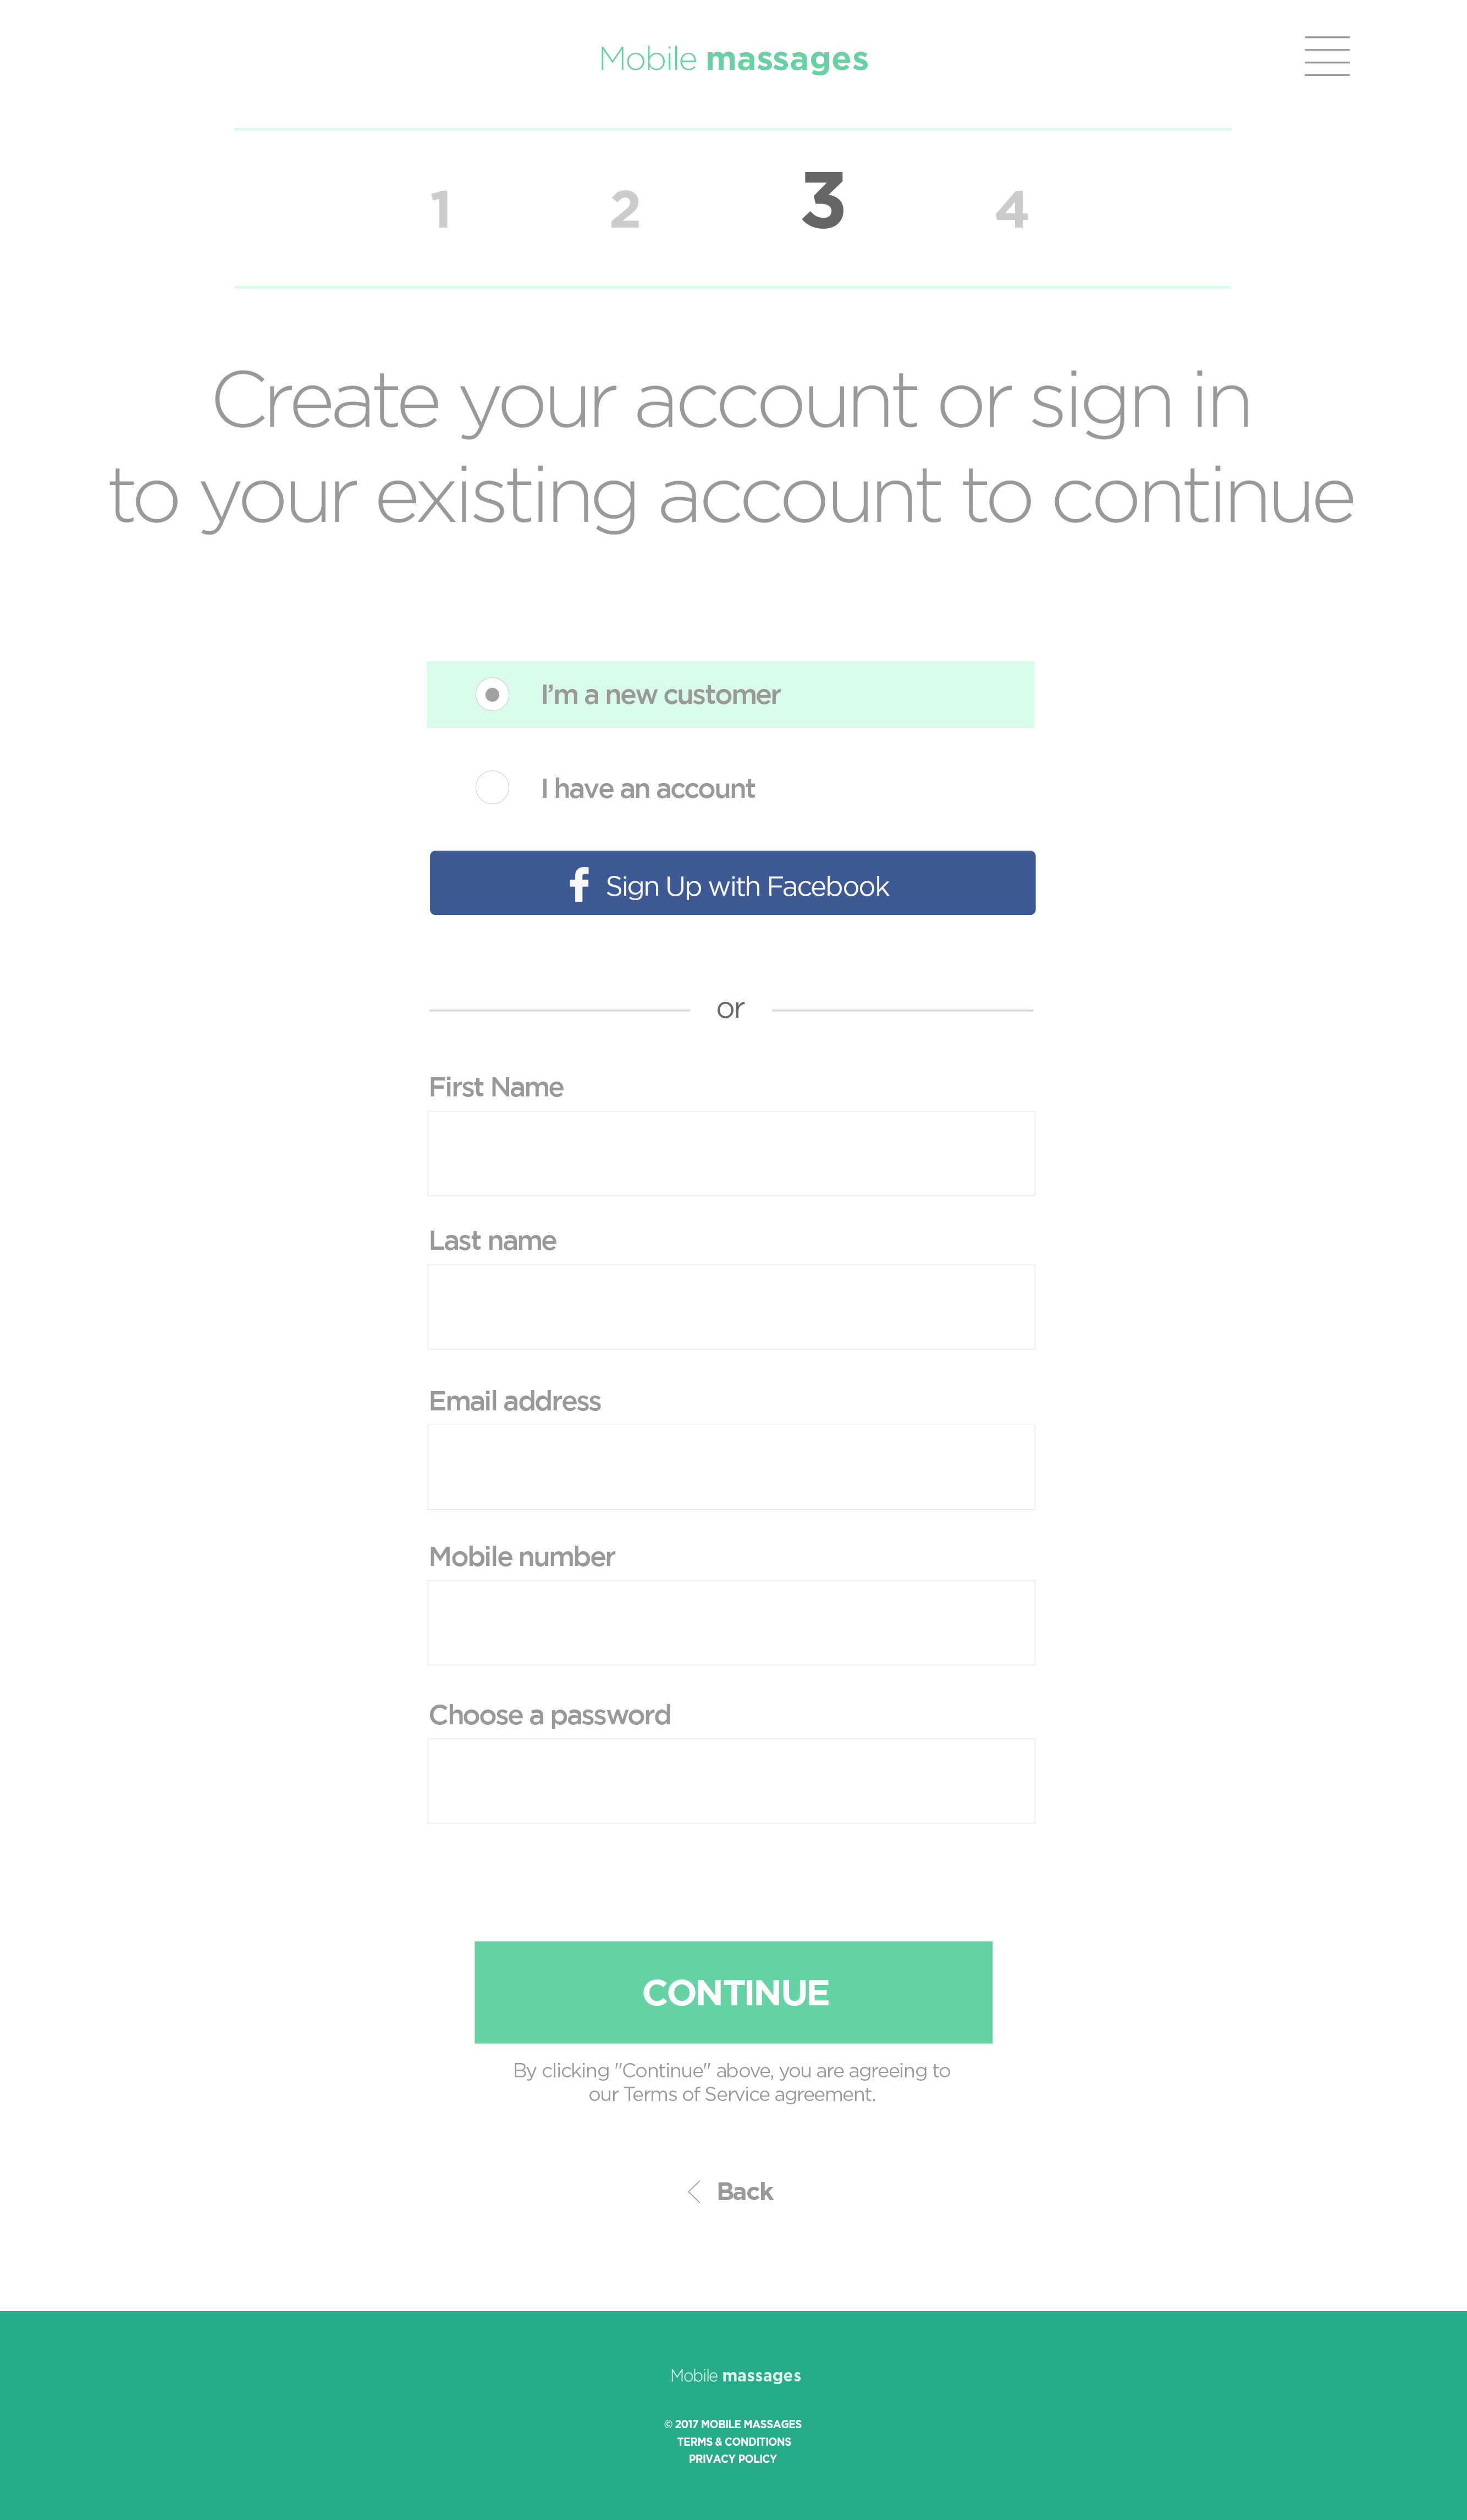 Mobile massages
1 2 3 4
Create your account or sign in
to your existing account to continue
I’m a new customer
I have an account
f Sign Up with Facebook
or
First Name
Last name
Email address
Mobile number
Choose a password
CONTINUE
By clicking "Continue" above, you are agreeing to
our Terms of Service agreement.
Back
Mobile massages
© 2017 MOBILE MASSAGES
TERMS & CONDITIONS
PRIVACY POLICY